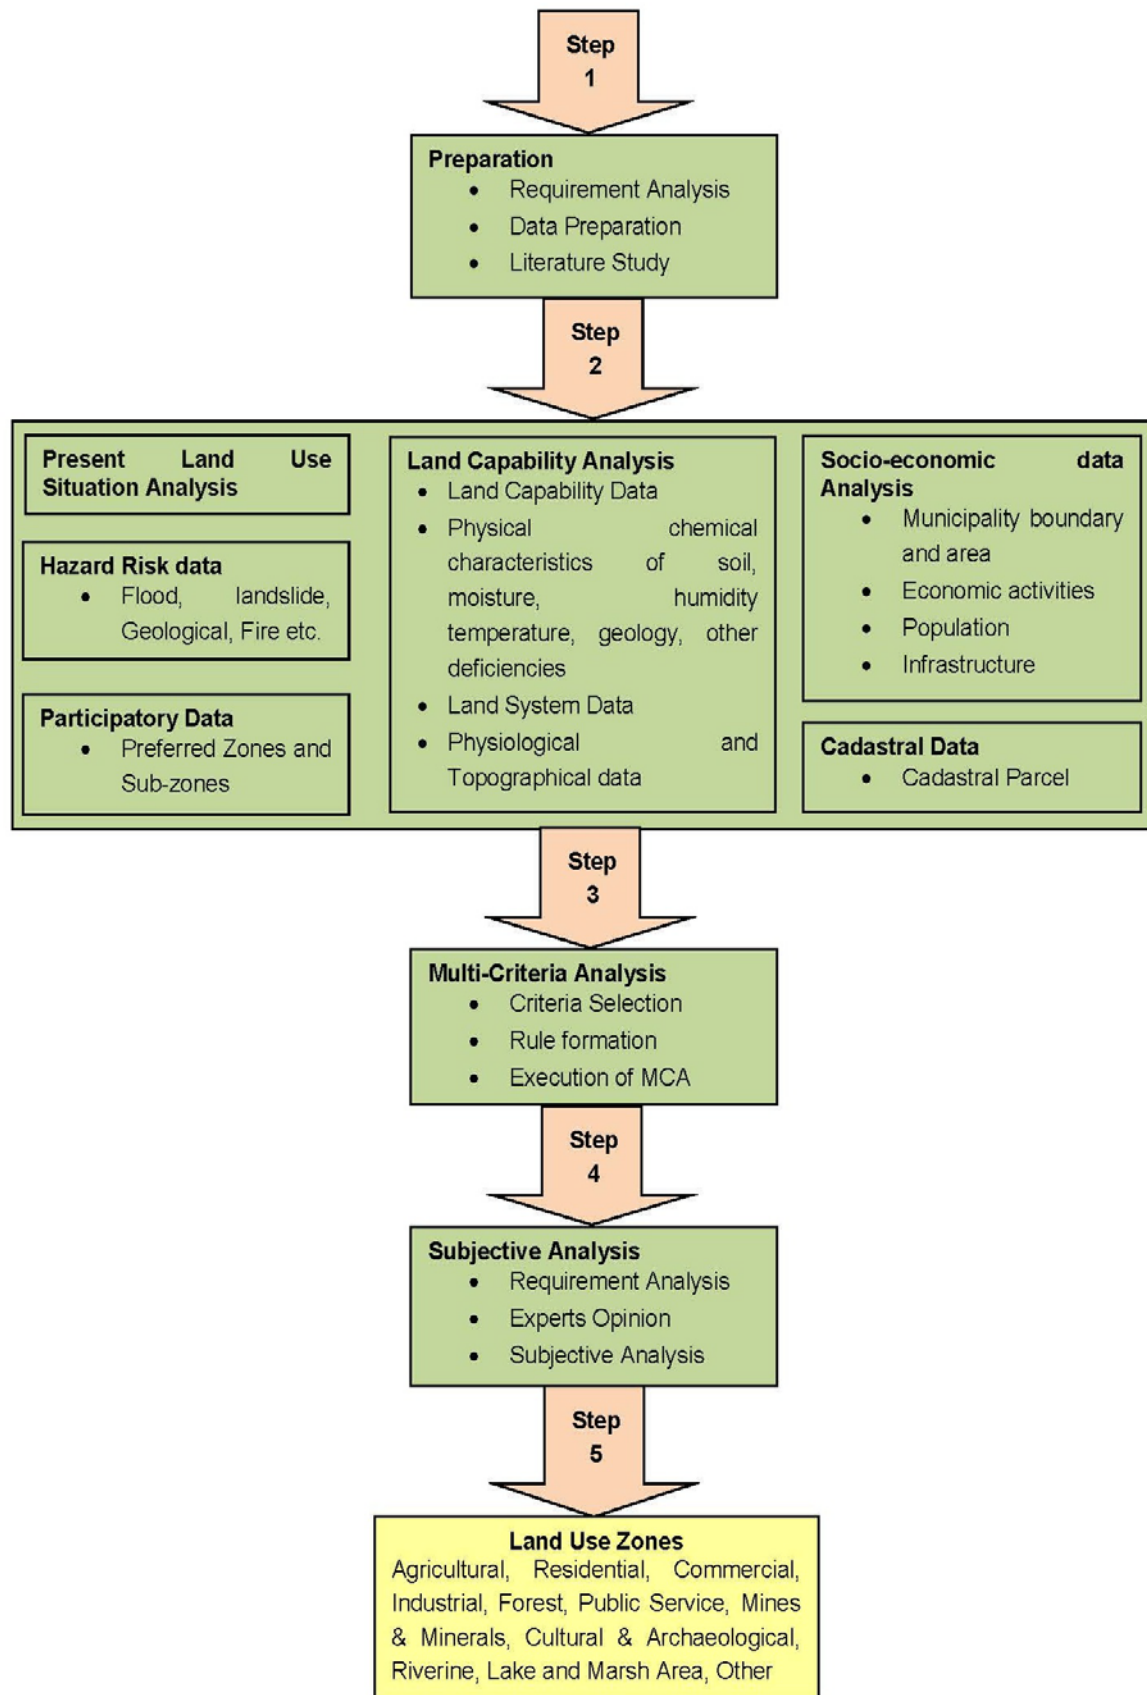 Step
1
Preparation
• Requirement Analysis
• Data Preparation
• Literature Study
Step
2
Present Land Use
Situation Analysis
Hazard Risk data
• Flood, landslide,
Geological, Fire etc.
Participatory Data
• Preferred Zones and
Sub-zones
Land Capability Analysis
• Land Capability Data
• Physical chemical
characteristics of soil,
moisture, humidity
temperature, geology, other
deficiencies
• Land System Data
• Physiological and
Topographical data
Socio-economic data
Analysis
• Municipality boundary
and area
• Economic activities
• Population
• Infrastructure
Cadastral Data
• Cadastral Parcel
Step
3
Multi-Criteria Analysis
• Criteria Selection
• Rule formation
• Execution of MCA
Step
4
Subjective Analysis
• Requirement Analysis
• Experts Opinion
• Subjective Analysis
Step
5
Land Use Zones
Agricultural, Residential, Commercial,
Industrial, Forest, Public Service, Mines
& Minerals, Cultural & Archaeological,
Riverine, Lake and Marsh Area, Other